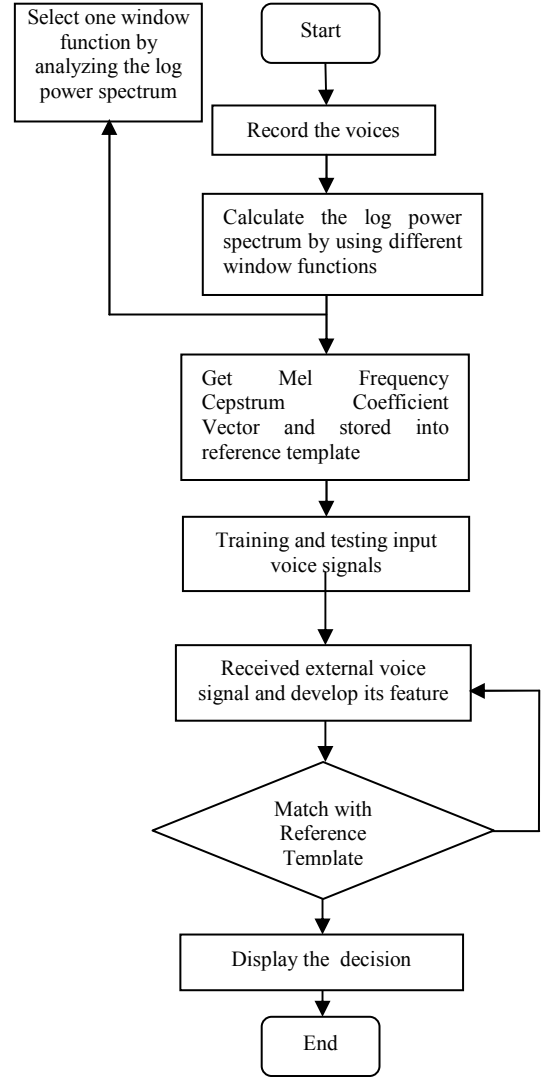 Select one window
function by
analyzing the log
power spectrum
Start
Record the voices
Calculate the log power
spectrum by using different
window functions
Get Mel Frequency
Cepstrum Coefficient
Vector and stored into
reference template
Training and testing input
voice signals
Received external voice
signal and develop its feature
Match with
Reference
Template
Display the decision
End